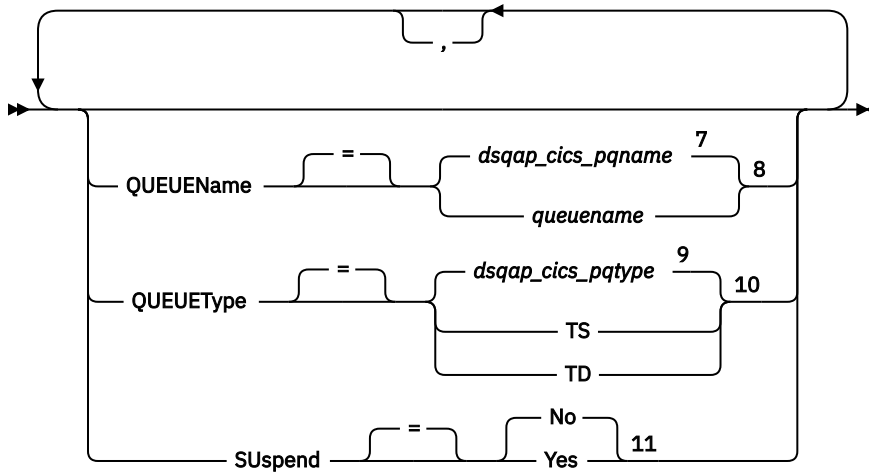 ,
= dsqap_cics_pqname 7
QUEUEName 8
queuename
= dsqap_cics_pqtype 9
QUEUEType 10
TS
TD
No
= 11
SUspend Yes